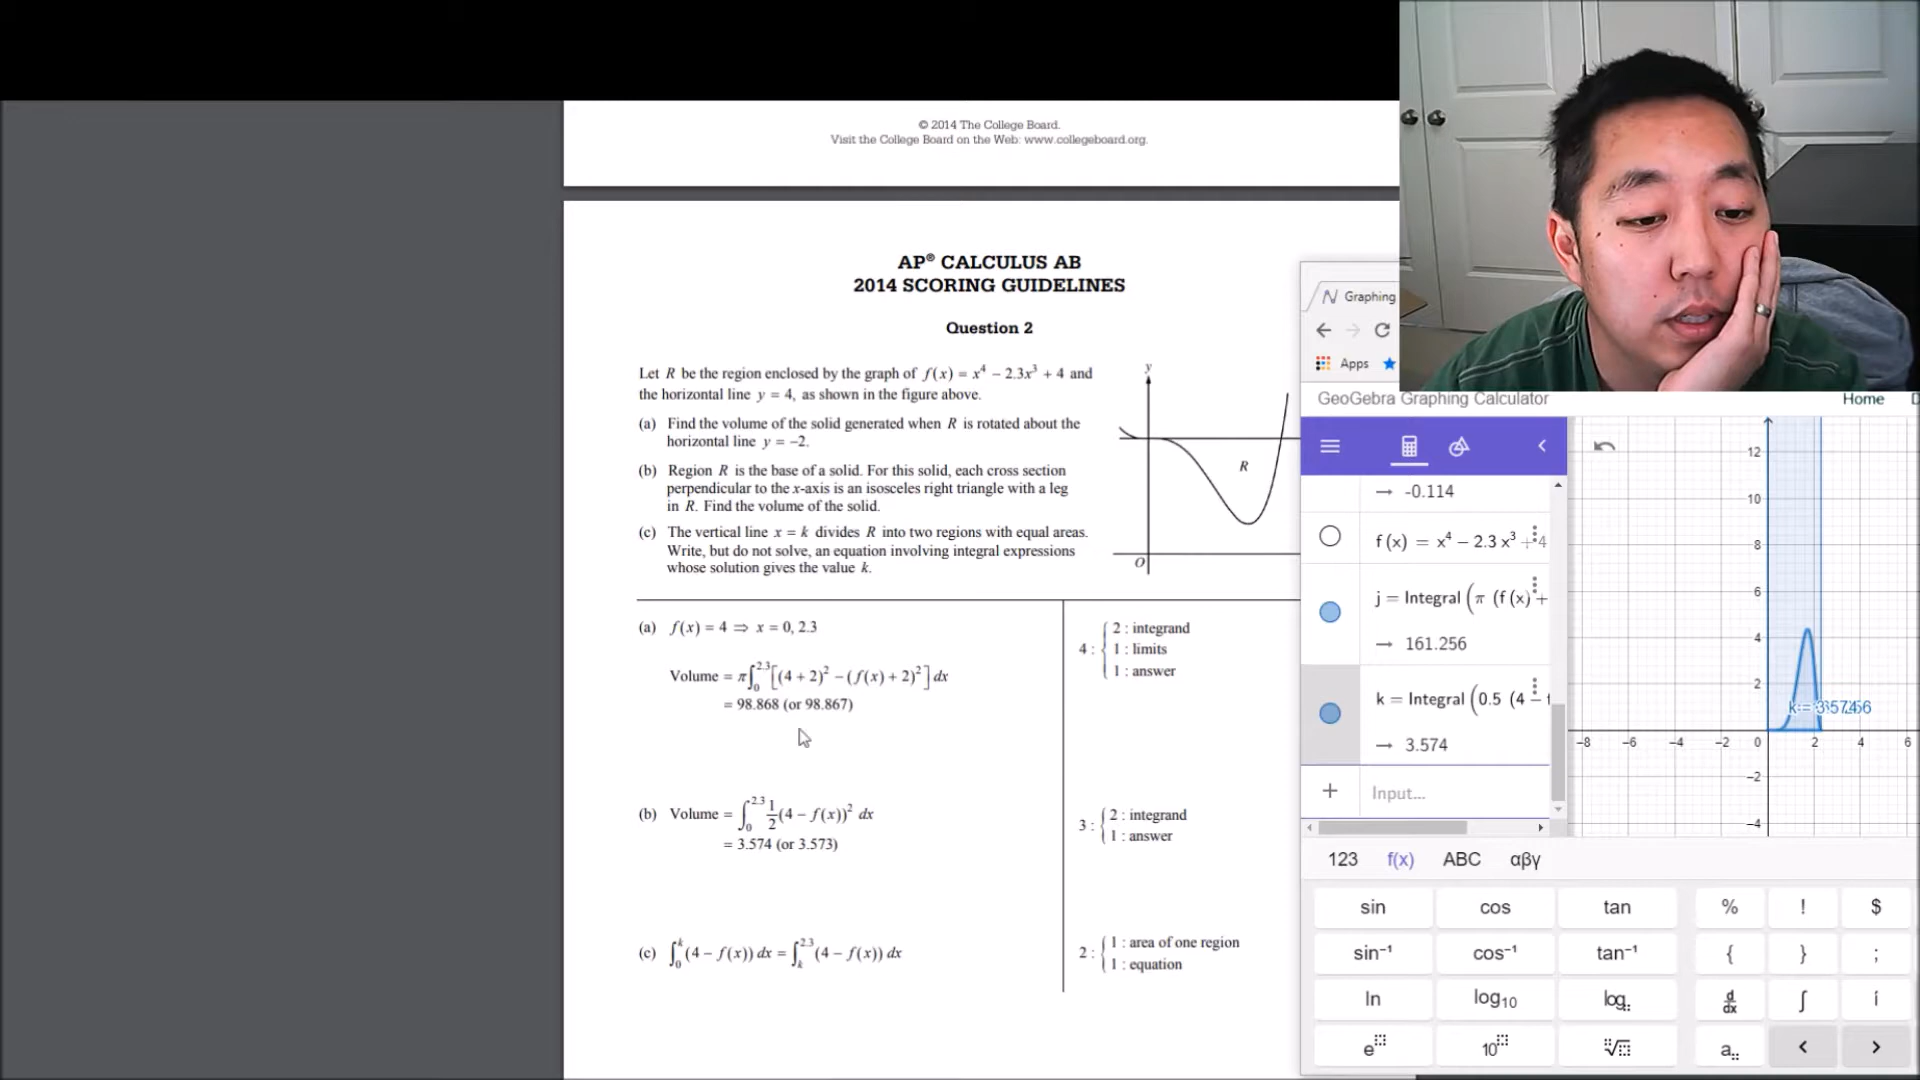 © 2014 The College Board.
Visit the College Board on the Web: www.collegeboard.org.
AP® CALCULUS AB
2014 SCORING GUIDELINES
Question 2
Let R be the region enclosed by the graph of f(x) = x⁴ − 2.3x³ + 4 and
the horizontal line y = 4, as shown in the figure above.
(a) Find the volume of the solid generated when R is rotated about the
horizontal line y = −2.
(b) Region R is the base of a solid. For this solid, each cross section
perpendicular to the x-axis is an isosceles right triangle with a leg
in R. Find the volume of the solid.
(c) The vertical line x = k divides R into two regions with equal areas.
Write, but do not solve, an equation involving integral expressions
whose solution gives the value k.
y
R
O
(a) f(x) = 4 ⇒ x = 0, 2.3
Volume = π∫₀^2.3 [(4 + 2)² − (f(x) + 2)²] dx
= 98.868 (or 98.867)
4 : { 2 : integrand
1 : limits
1 : answer
(b) Volume = ∫₀^2.3 1/2 (4 − f(x))² dx
= 3.574 (or 3.573)
3 : { 2 : integrand
1 : answer
(c) ∫₀^k (4 − f(x)) dx = ∫ₖ^2.3 (4 − f(x)) dx
2 : { 1 : area of one region
1 : equation
Graphing
Apps
GeoGebra Graphing Calculator
Home
→ -0.114
f(x) = x⁴ − 2.3 x³ + 4
j = Integral (π (f(x) +
→ 161.256
k = Integral (0.5 (4 −
→ 3.574
+ Input...
12
10
8
6
4
2
−8 −6 −4 −2 0 2 4 6
−2
−4
123 f(x) ABC αβγ
sin cos tan % ! $
sin⁻¹ cos⁻¹ tan⁻¹ { } ;
ln log₁₀ log d/dx ∫ í
e 10 √ a < >